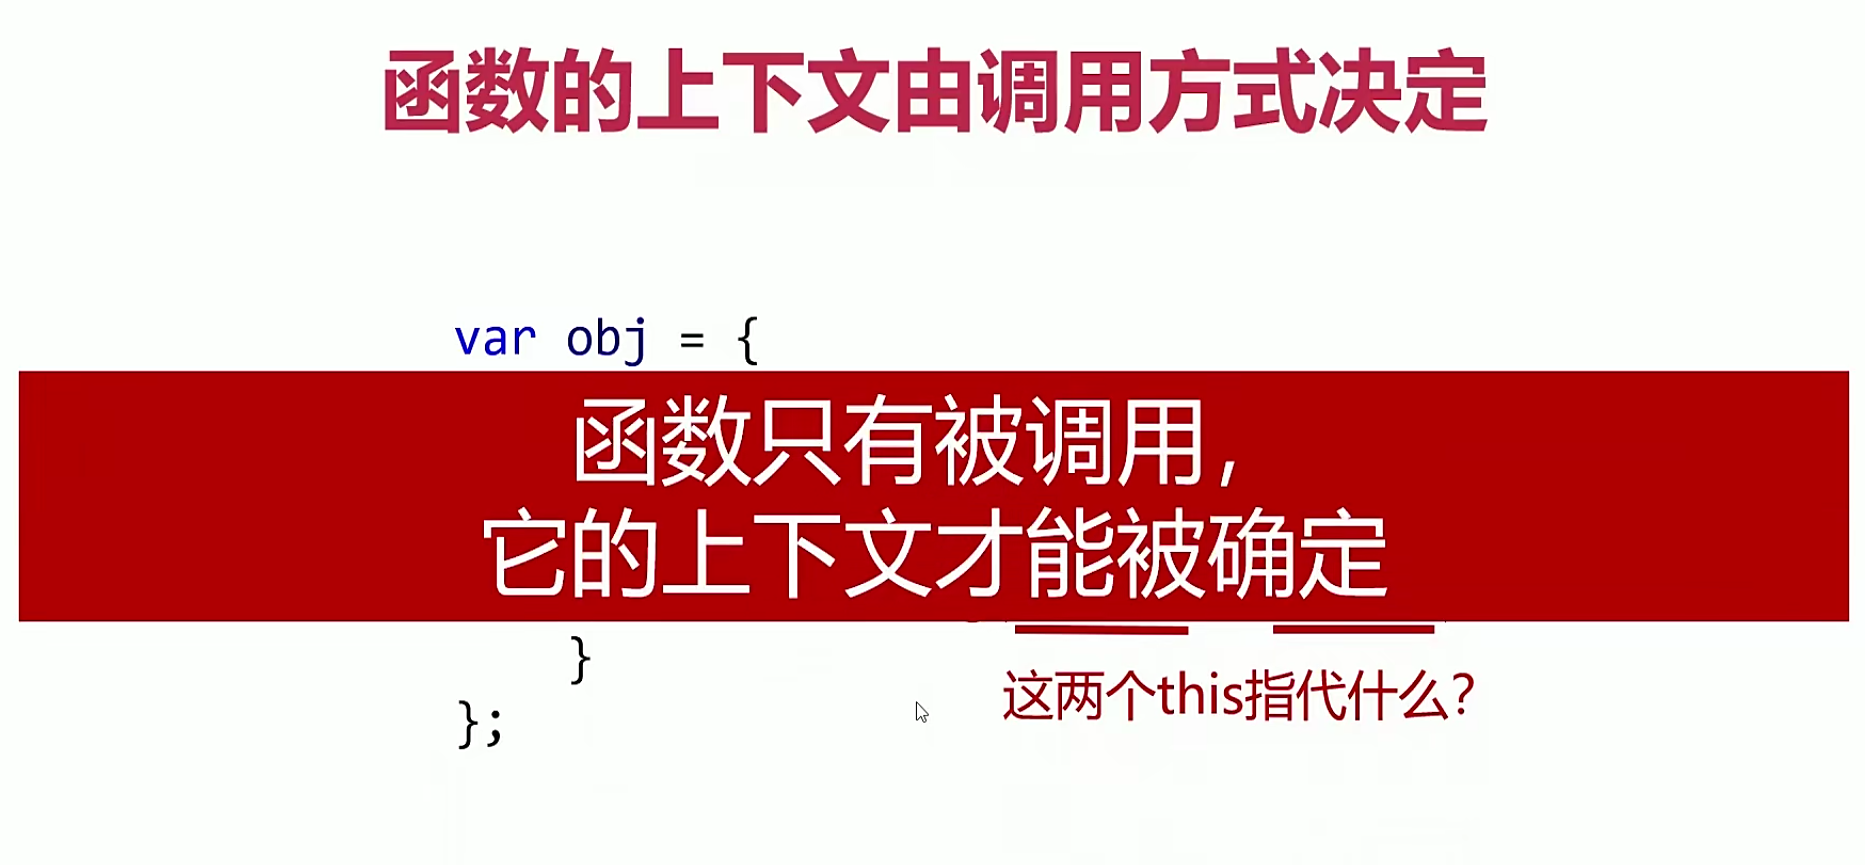 函数的上下文由调用方式决定
var obj = {
函数只有被调用，
它的上下文才能被确定
}
这两个this指代什么？
};